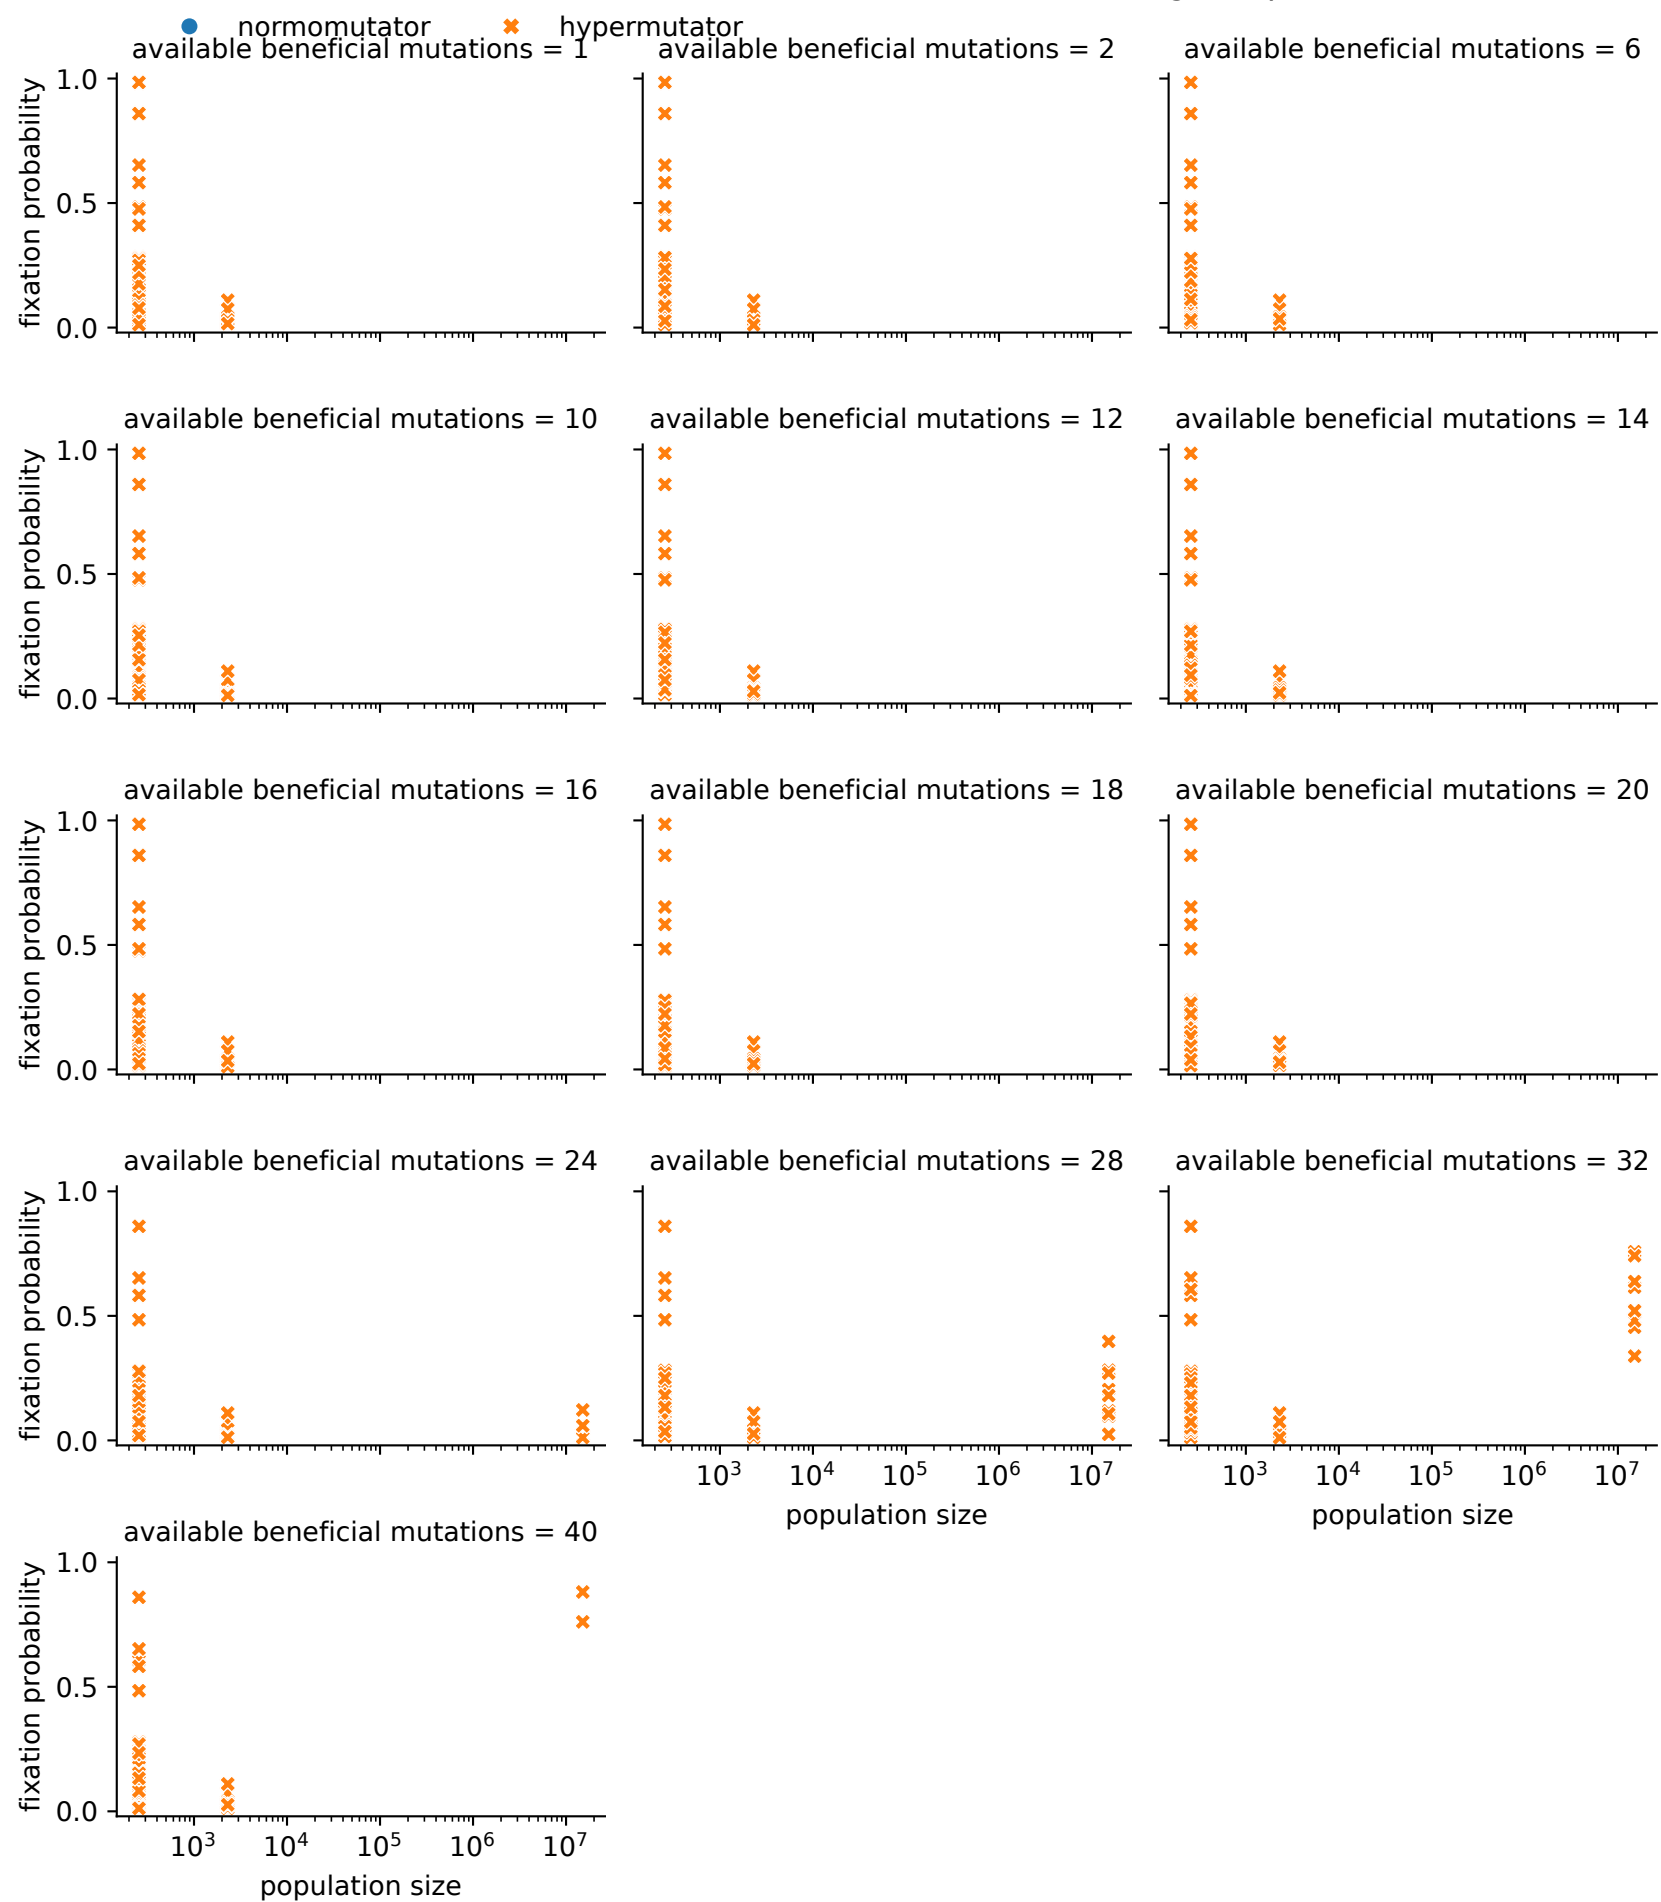 normomutator hypermutator
available beneficial mutations = 1 available beneficial mutations = 2 available beneficial mutations = 6
fixation probability
1.0
0.5
0.0
available beneficial mutations = 10 available beneficial mutations = 12 available beneficial mutations = 14
fixation probability
1.0
0.5
0.0
available beneficial mutations = 16 available beneficial mutations = 18 available beneficial mutations = 20
fixation probability
1.0
0.5
0.0
available beneficial mutations = 24 available beneficial mutations = 28 available beneficial mutations = 32
fixation probability
1.0
0.5
0.0
10³ 10⁴ 10⁵ 10⁶ 10⁷ 10³ 10⁴ 10⁵ 10⁶ 10⁷
population size population size
available beneficial mutations = 40
fixation probability
1.0
0.5
0.0
10³ 10⁴ 10⁵ 10⁶ 10⁷
population size